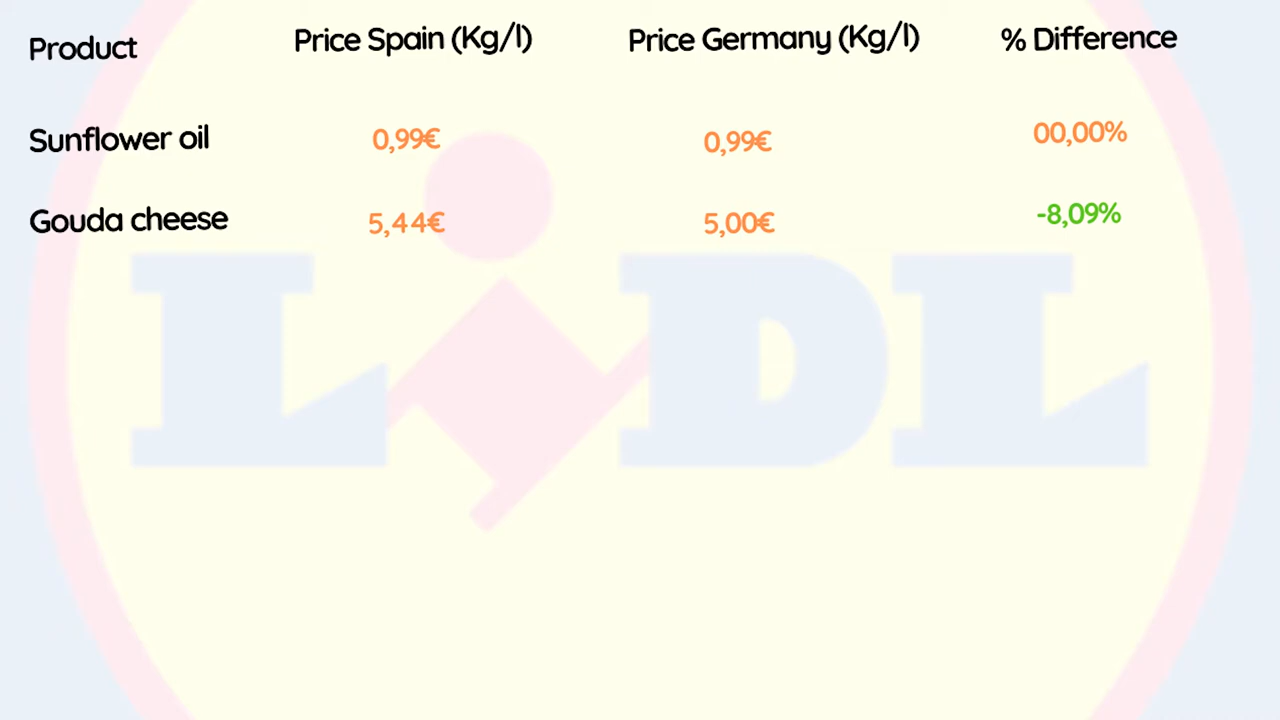 Product Price Spain (Kg/l) Price Germany (Kg/l) % Difference
Sunflower oil 0,99€ 0,99€ 00,00%
Gouda cheese 5,44€ 5,00€ -8,09%
LiDL